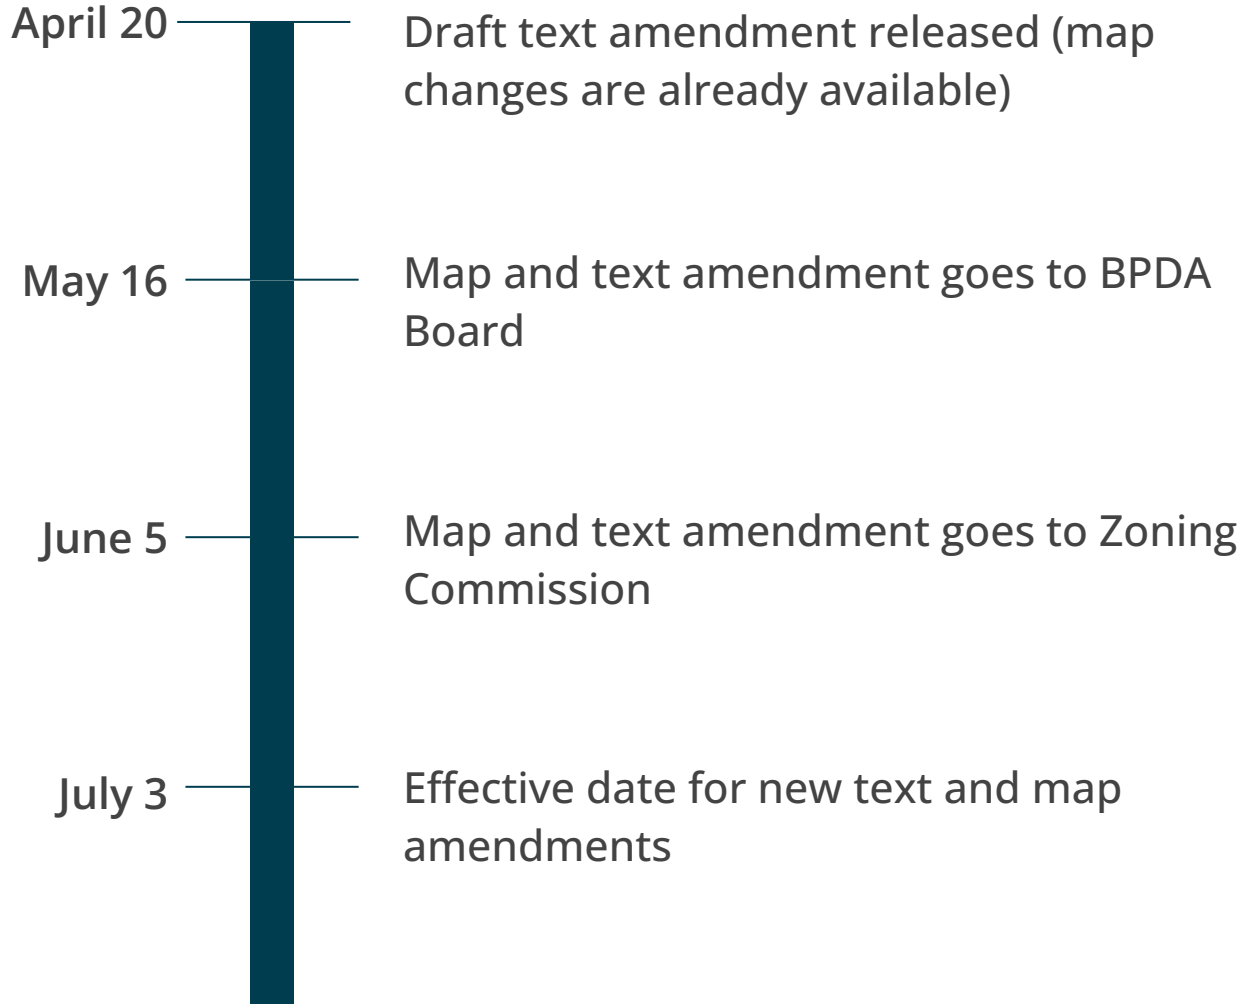 April 20
Draft text amendment released (map
changes are already available)
May 16
Map and text amendment goes to BPDA
Board
June 5
Map and text amendment goes to Zoning
Commission
July 3
Effective date for new text and map
amendments